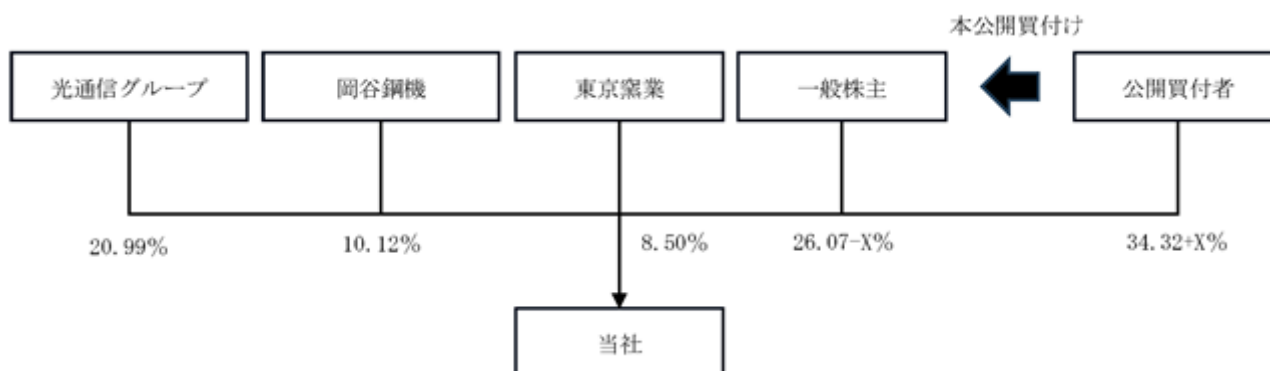 本公開買付け
光通信グループ
岡谷鋼機
東京窯業
一般株主
公開買付者
20.99%
10.12%
8.50%
26.07-X%
34.32+X%
当社